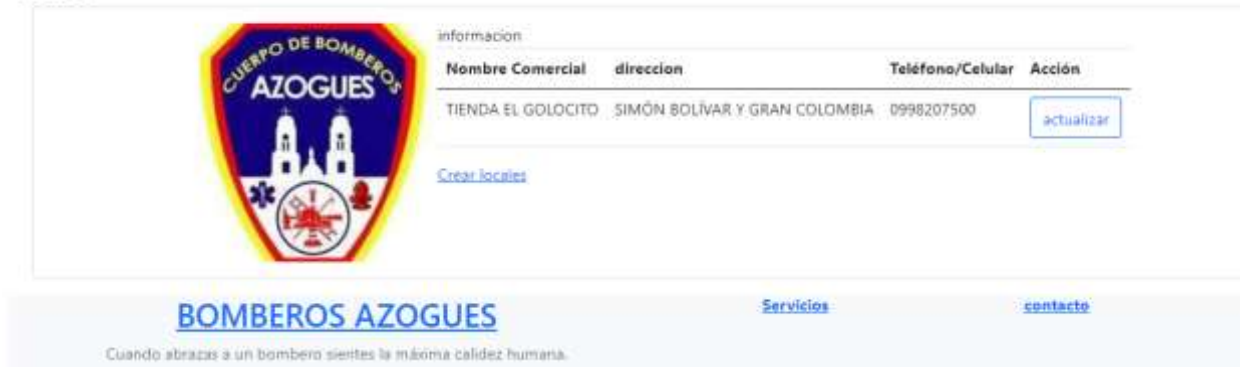 CUERPO DE BOMBEROS
AZOGUES
informacion
Nombre Comercial direccion Teléfono/Celular Acción
TIENDA EL GOLOCITO SIMÓN BOLÍVAR Y GRAN COLOMBIA 0998207500 actualizar
Crear locales
BOMBEROS AZOGUES Servicios contacto
Cuando abrazas a un bombero sientes la máxima calidez humana.